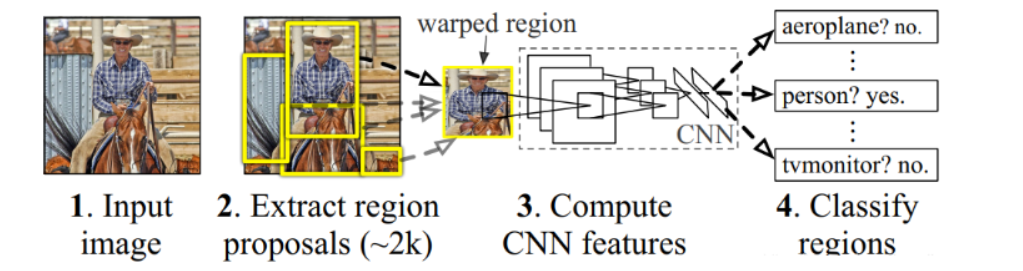 warped region
aeroplane? no.
⋮
person? yes.
⋮
CNN
tvmonitor? no.
1. Input
image
2. Extract region
proposals (~2k)
3. Compute
CNN features
4. Classify
regions